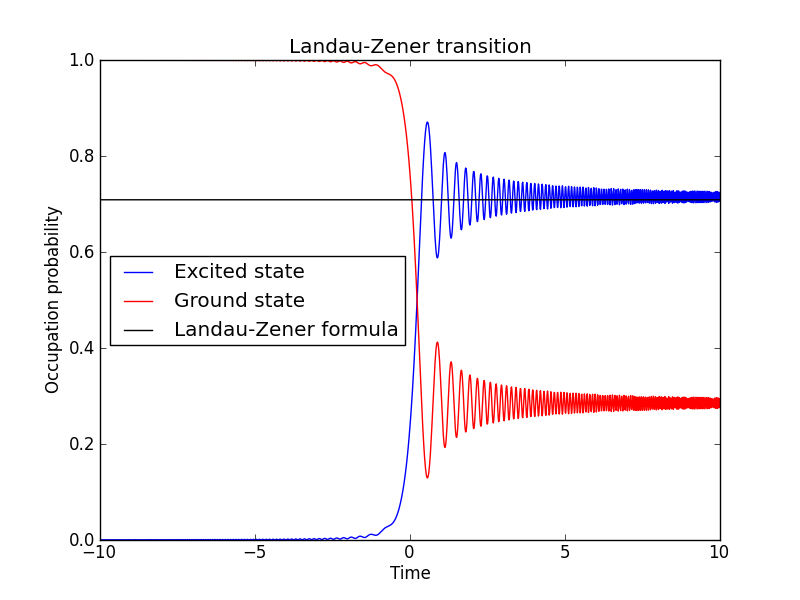 Landau-Zener transition
1.0
0.8
0.6
0.4
0.2
0.0
Occupation probability
Excited state
Ground state
Landau-Zener formula
−10
−5
0
5
10
Time